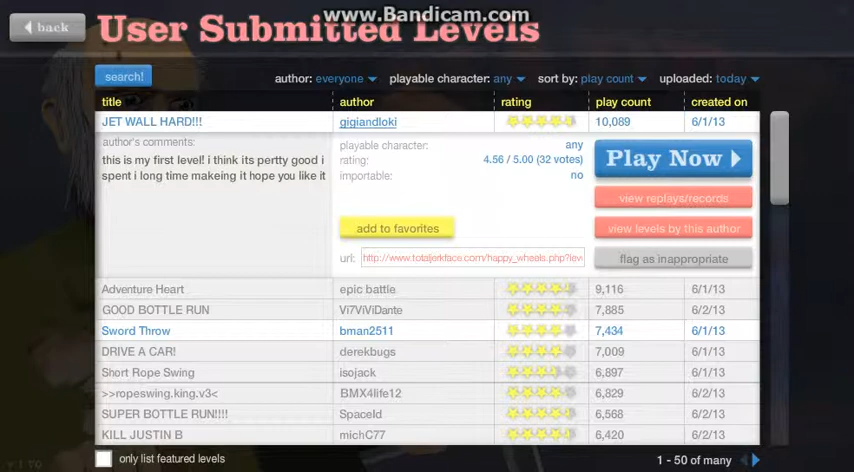 www.Bandicam.com
back
User Submitted Levels
search!
author: everyone playable character: any sort by: play count uploaded: today
title author rating play count created on
JET WALL HARD!!! gigiandloki 10,089 6/1/13
author's comments:
this is my first level! i think its pertty good i
spent i long time makeing it hope you like it
playable character: any
rating: 4.56 / 5.00 (32 votes)
importable: no
add to favorites
url: http://www.totaljerkface.com/happy_wheels.php?lev
Play Now
view replays/records
view levels by this author
flag as inappropriate
Adventure Heart epic battle 9,116 6/1/13
GOOD BOTTLE RUN Vi7ViViDante 7,885 6/2/13
Sword Throw bman2511 7,434 6/1/13
DRIVE A CAR! derekbugs 7,009 6/1/13
Short Rope Swing isojack 6,897 6/1/13
>>ropeswing.king.v3< BMX4life12 6,829 6/2/13
SUPER BOTTLE RUN!!!! SpaceId 6,568 6/2/13
KILL JUSTIN B michC77 6,420 6/2/13
only list featured levels
1 - 50 of many